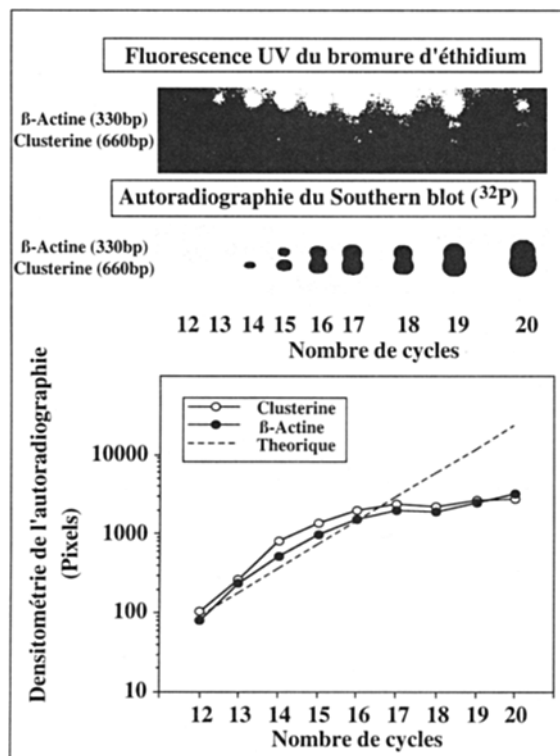 Fluorescence UV du bromure d'éthidium
ß-Actine (330bp)
Clusterine (660bp)
Autoradiographie du Southern blot (³²P)
ß-Actine (330bp)
Clusterine (660bp)
12 13 14 15 16 17 18 19 20
Nombre de cycles
Densitométrie de l'autoradiographie
(Pixels)
Clusterine
ß-Actine
Theorique
10000
1000
100
10
12 13 14 15 16 17 18 19 20
Nombre de cycles